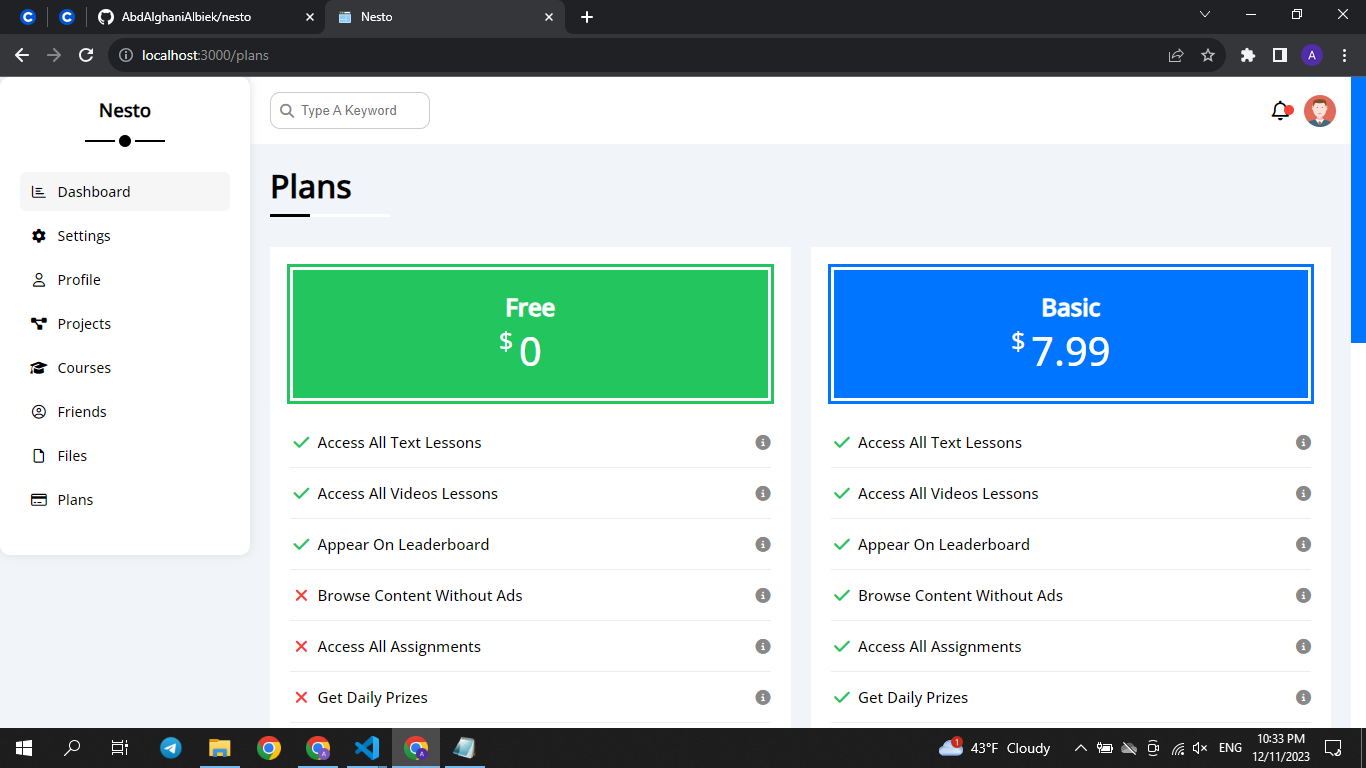 AbdAlghaniAlbiek/nesto
Nesto
localhost:3000/plans
A
Nesto
Type A Keyword
Dashboard
Settings
Profile
Projects
Courses
Friends
Files
Plans
Plans
Free
$ 0
Access All Text Lessons
Access All Videos Lessons
Appear On Leaderboard
Browse Content Without Ads
Access All Assignments
Get Daily Prizes
Basic
$ 7.99
Access All Text Lessons
Access All Videos Lessons
Appear On Leaderboard
Browse Content Without Ads
Access All Assignments
Get Daily Prizes
1
43°F Cloudy
ENG
10:33 PM
12/11/2023